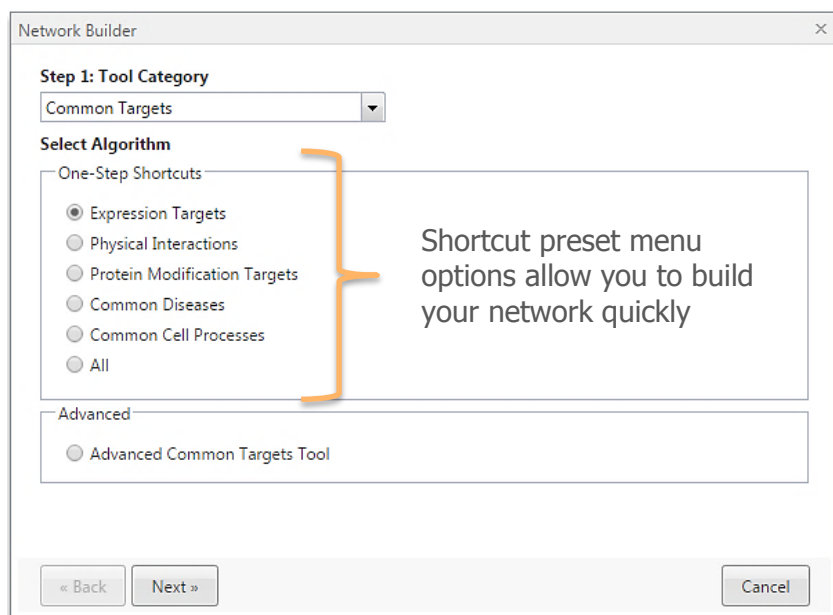 Network Builder
Step 1: Tool Category
Common Targets
Select Algorithm
One-Step Shortcuts
Expression Targets
Physical Interactions
Protein Modification Targets
Common Diseases
Common Cell Processes
All
Shortcut preset menu
options allow you to build
your network quickly
Advanced
Advanced Common Targets Tool
« Back
Next »
Cancel